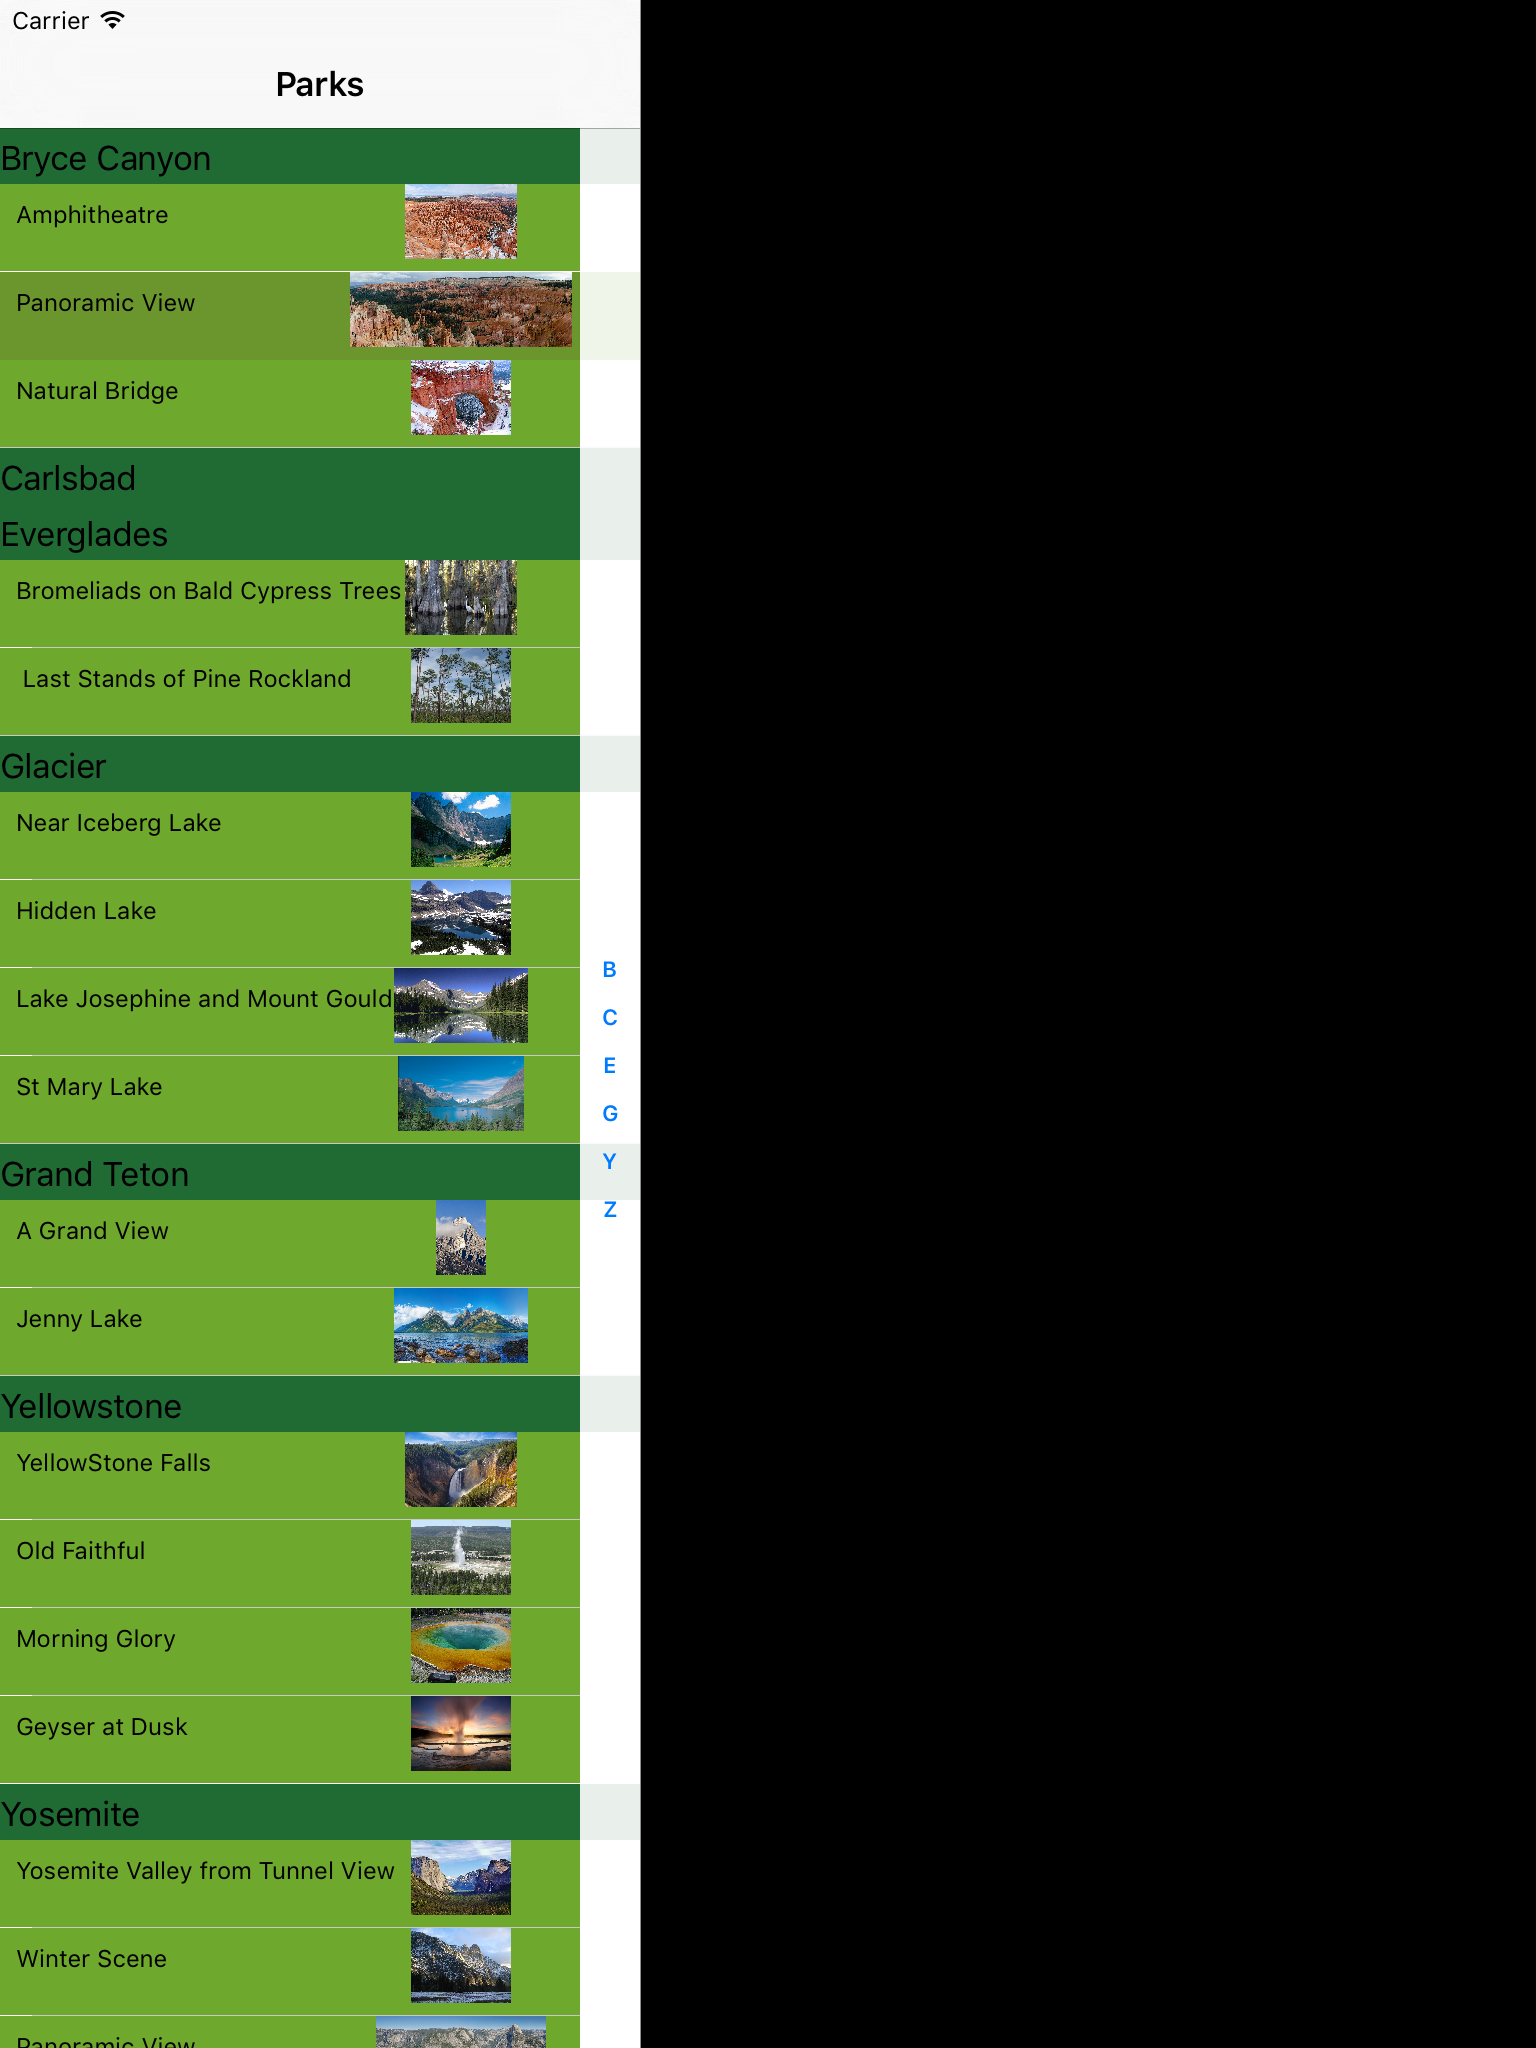 Carrier
Parks
Bryce Canyon
Amphitheatre
Panoramic View
Natural Bridge
Carlsbad
Everglades
Bromeliads on Bald Cypress Trees
Last Stands of Pine Rockland
Glacier
Near Iceberg Lake
Hidden Lake
B
Lake Josephine and Mount Gould
C
E
St Mary Lake
G
Y
Grand Teton
Z
A Grand View
Jenny Lake
Yellowstone
YellowStone Falls
Old Faithful
Morning Glory
Geyser at Dusk
Yosemite
Yosemite Valley from Tunnel View
Winter Scene
Panoramic View